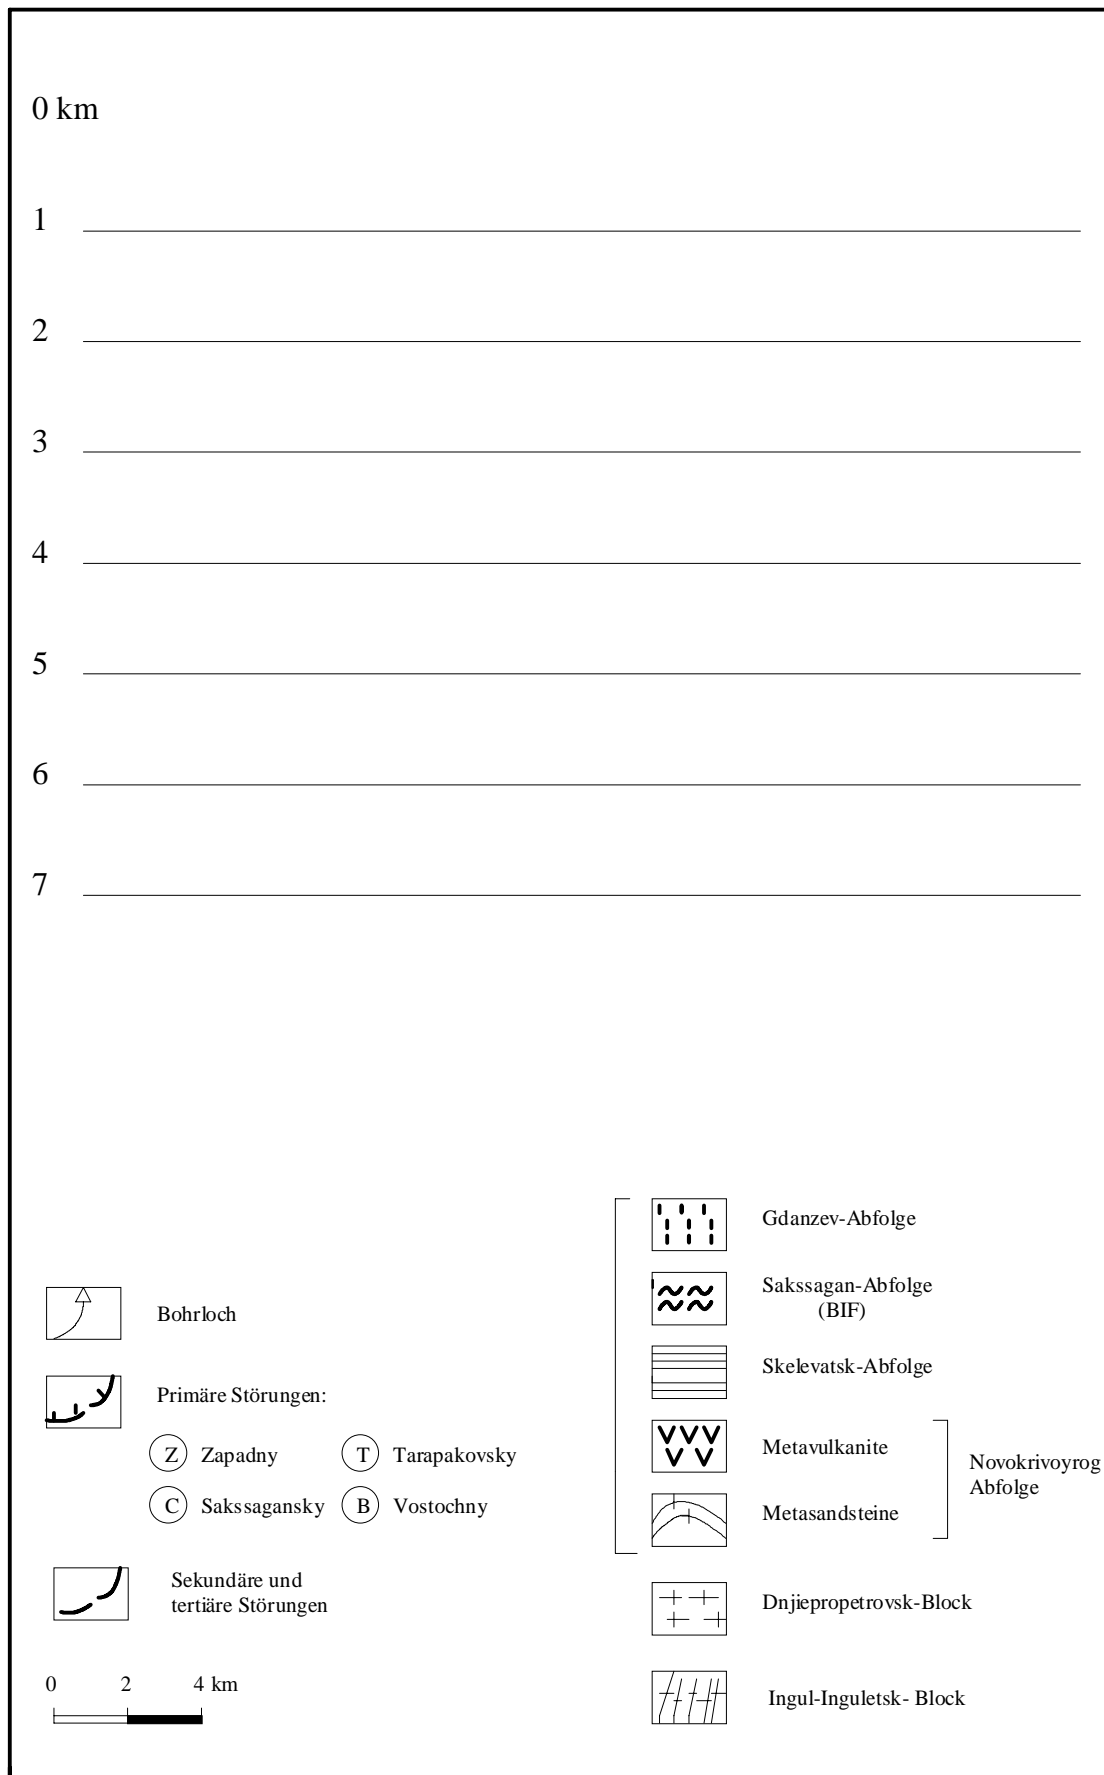 0 km
1
2
3
4
5
6
7
Bohrloch
Primäre Störungen:
Z Zapadny T Tarapakovsky
C Sakssagansky B Vostochny
Sekundäre und
tertiäre Störungen
0 2 4 km
Gdanzev-Abfolge
Sakssagan-Abfolge
(BIF)
Skelevatsk-Abfolge
Metavulkanite
Metasandsteine
Novokrivoyrog
Abfolge
Dnjiepropetrovsk-Block
Ingul-Inguletsk- Block